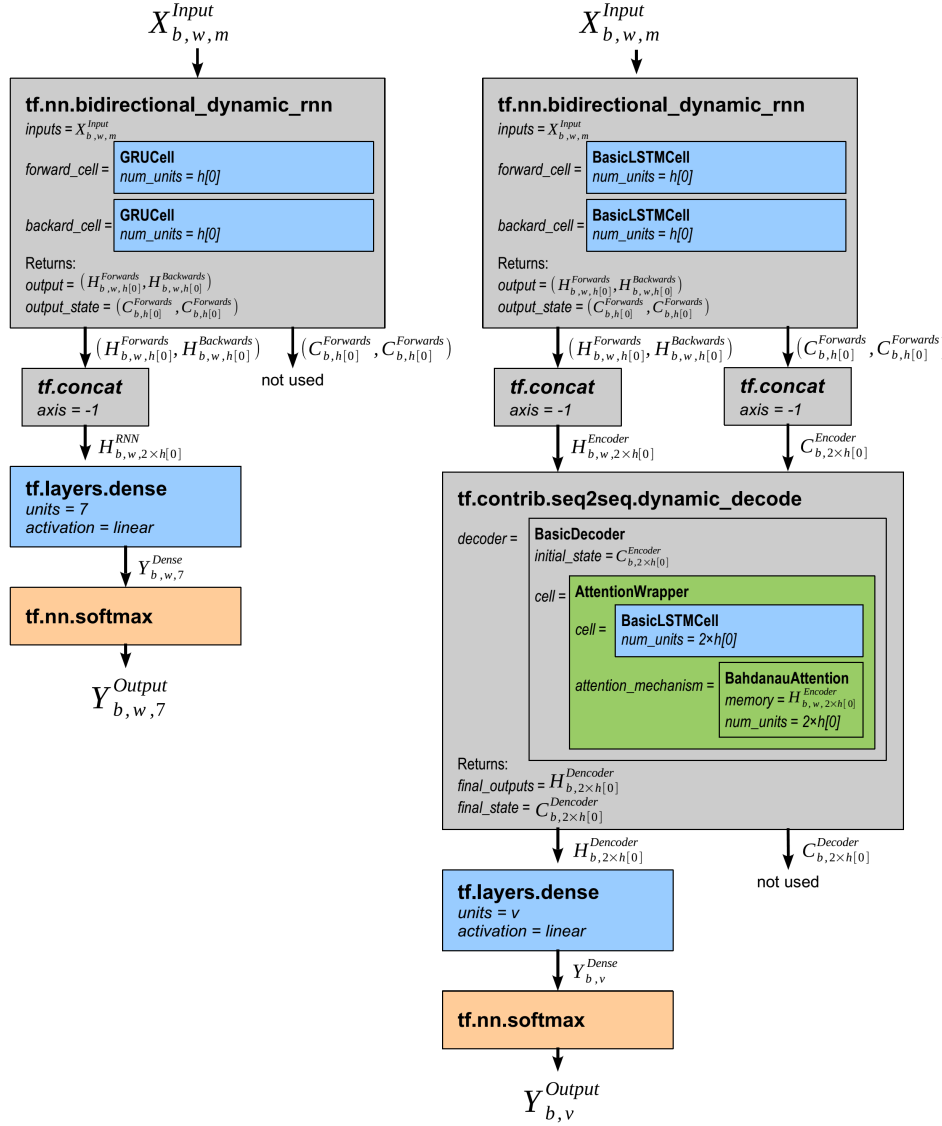 X^{Input}_{b,w,m}
tf.nn.bidirectional_dynamic_rnn
inputs = X^{Input}_{b,w,m}
forward_cell =
GRUCell
num_units = h[0]
backard_cell =
GRUCell
num_units = h[0]
Returns:
output = (H^{Forwards}_{b,w,h[0]}, H^{Backwards}_{b,w,h[0]})
output_state = (C^{Forwards}_{b,h[0]}, C^{Forwards}_{b,h[0]})
(H^{Forwards}_{b,w,h[0]}, H^{Backwards}_{b,w,h[0]})
(C^{Forwards}_{b,h[0]}, C^{Forwards}_{b,h[0]})
not used
tf.concat
axis = -1
H^{RNN}_{b,w,2×h[0]}
tf.layers.dense
units = 7
activation = linear
Y^{Dense}_{b,w,7}
tf.nn.softmax
Y^{Output}_{b,w,7}
X^{Input}_{b,w,m}
tf.nn.bidirectional_dynamic_rnn
inputs = X^{Input}_{b,w,m}
forward_cell =
BasicLSTMCell
num_units = h[0]
backard_cell =
BasicLSTMCell
num_units = h[0]
Returns:
output = (H^{Forwards}_{b,w,h[0]}, H^{Backwards}_{b,w,h[0]})
output_state = (C^{Forwards}_{b,h[0]}, C^{Forwards}_{b,h[0]})
(H^{Forwards}_{b,w,h[0]}, H^{Backwards}_{b,w,h[0]})
(C^{Forwards}_{b,h[0]}, C^{Forwards}_{b,h[0]}
tf.concat
axis = -1
tf.concat
axis = -1
H^{Encoder}_{b,w,2×h[0]}
C^{Encoder}_{b,2×h[0]}
tf.contrib.seq2seq.dynamic_decode
decoder =
BasicDecoder
initial_state = C^{Encoder}_{b,2×h[0]}
cell =
AttentionWrapper
cell =
BasicLSTMCell
num_units = 2×h[0]
attention_mechanism =
BahdanauAttention
memory = H^{Encoder}_{b,w,2×h[0]}
num_units = 2×h[0]
Returns:
final_outputs = H^{Dencoder}_{b,2×h[0]}
final_state = C^{Dencoder}_{b,2×h[0]}
H^{Dencoder}_{b,2×h[0]}
C^{Decoder}_{b,2×h[0]}
not used
tf.layers.dense
units = v
activation = linear
Y^{Dense}_{b,v}
tf.nn.softmax
Y^{Output}_{b,v}